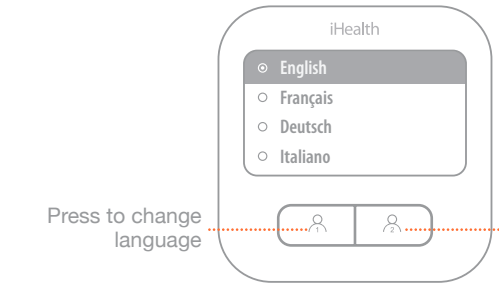 iHealth
English
Français
Deutsch
Italiano
Press to change
language
1
2